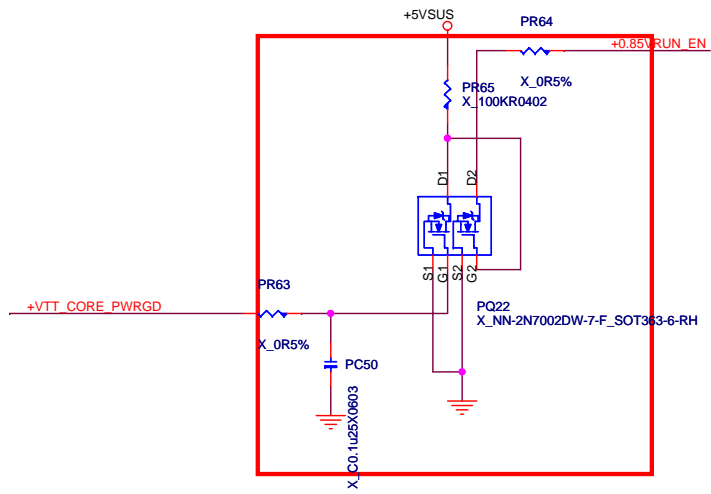 +5VSUS
PR64
+0.85VRUN_EN
X_0R5%
PR65
X_100KR0402
D1
D2
S1
G1
S2
G2
PR63
+VTT_CORE_PWRGD
X_0R5%
PQ22
X_NN-2N7002DW-7-F_SOT363-6-RH
PC50
X_C0.1u25X0603